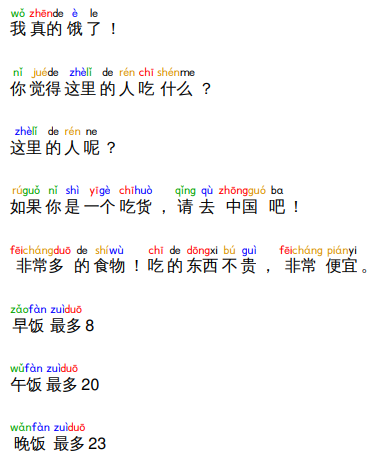 wǒ zhēnde è le
我 真的 饿 了 ！
nǐ juéde zhèlǐ de rén chī shénme
你 觉得 这里 的 人 吃 什么 ？
zhèlǐ de rén ne
这里 的 人 呢 ？
rúguǒ nǐ shì yīgè chīhuò qǐng qù zhōngguó ba
如果 你 是 一个 吃货 ， 请 去 中国 吧 ！
fēichángduō de shíwù chī de dōngxi bú guì fēicháng piányi
非常多 的 食物 ！ 吃 的 东西 不 贵 ， 非常 便宜 。
zǎofàn zuìduō
早饭 最多 8
wǔfàn zuìduō
午饭 最多 20
wǎnfàn zuìduō
晚饭 最多 23